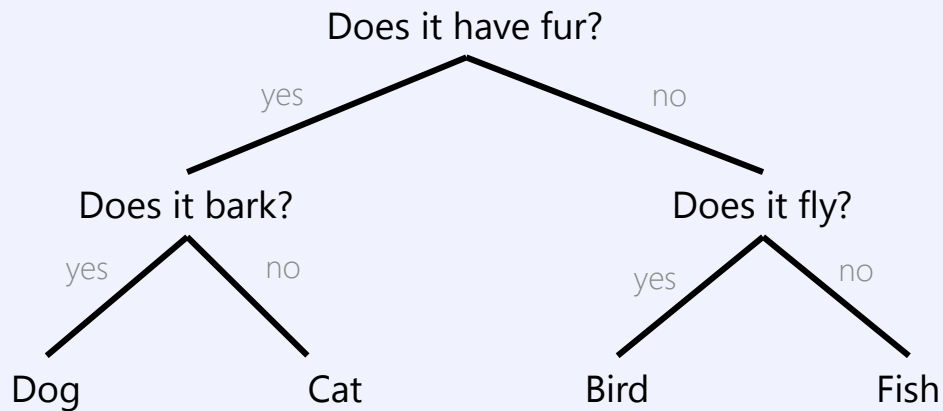 Does it have fur?
yes
no
Does it bark?
Does it fly?
yes
no
yes
no
Dog
Cat
Bird
Fish